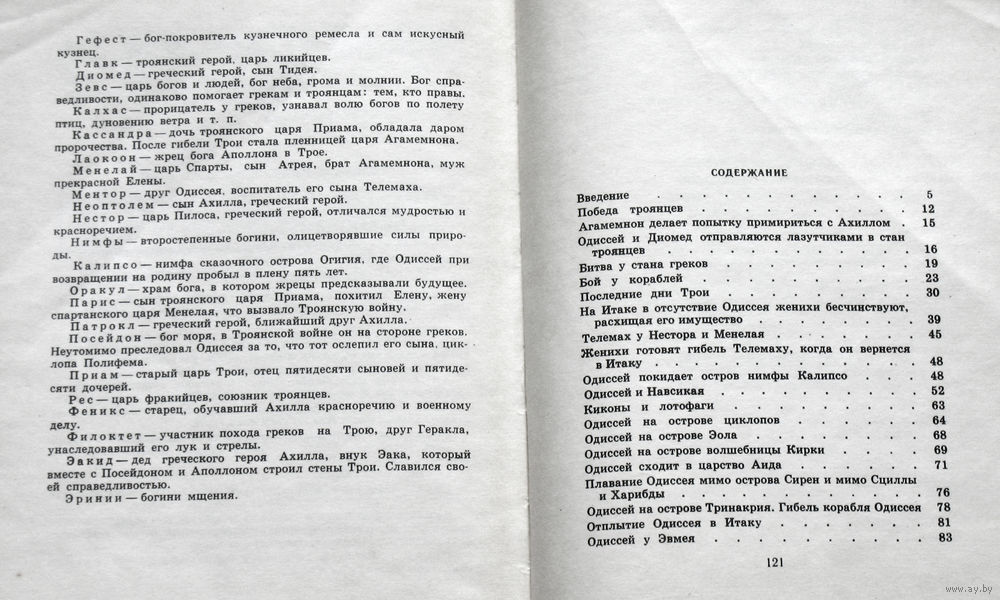 Гефест — бог-покровитель кузнечного ремесла и сам искусный
кузнец.
Главк — троянский герой, царь ликийцев.
Диомед — греческий герой, сын Тидея.
Зевс — царь богов и людей, бог неба, грома и молнии. Бог спра-
ведливости, одинаково помогает грекам и троянцам: тем, кто правы.
Калхас — прорицатель у греков, узнавал волю богов по полету
птиц, дуновению ветра и т. п.
Кассандра — дочь троянского царя Приама, обладала даром
пророчества. После гибели Трои стала пленницей царя Агамемнона.
Лаокоон — жрец бога Аполлона в Трое.
Менелай — царь Спарты, сын Атрея, брат Агамемнона, муж
прекрасной Елены.
Ментор — друг Одиссея, воспитатель его сына Телемаха.
Неоптолем — сын Ахилла, греческий герой.
Нестор — царь Пилоса, греческий герой, отличался мудростью и
красноречием.
Нимфы — второстепенные богини, олицетворявшие силы приро-
ды.
Калипсо — нимфа сказочного острова Огигия, где Одиссей при
возвращении на родину пробыл в плену пять лет.
Оракул — храм бога, в котором жрецы предсказывали будущее.
Парис — сын троянского царя Приама, похитил Елену, жену
спартанского царя Менелая, что вызвало Троянскую войну.
Патрокл — греческий герой, ближайший друг Ахилла.
Посейдон — бог моря, в Троянской войне он на стороне греков.
Неутомимо преследовал Одиссея за то, что тот ослепил его сына, цик-
лопа Полифема.
Приам — старый царь Трои, отец пятидесяти сыновей и пятиде-
сяти дочерей.
Рес — царь фракийцев, союзник троянцев.
Феникс — старец, обучавший Ахилла красноречию и военному
делу.
Филоктет — участник похода греков на Трою, друг Геракла,
унаследовавший его лук и стрелы.
Эакид — дед греческого героя Ахилла, внук Эака, который
вместе с Посейдоном и Аполлоном строил стены Трои. Славился сво-
ей справедливостью.
Эринии — богини мщения.
СОДЕРЖАНИЕ
Введение . . . . . . . . . . . . 5
Победа троянцев . . . . . . . . . . 12
Агамемнон делает попытку примириться с Ахиллом . 15
Одиссей и Диомед отправляются лазутчиками в стан
троянцев . . . . . . . . . . . 16
Битва у стана греков . . . . . . . . . 19
Бой у кораблей . . . . . . . . . . 23
Последние дни Трои . . . . . . . . . 30
На Итаке в отсутствие Одиссея женихи бесчинствуют,
расхищая его имущество . . . . . . . 39
Телемах у Нестора и Менелая . . . . . . 45
Женихи готовят гибель Телемаху, когда он вернется
в Итаку . . . . . . . . . . . 48
Одиссей покидает остров нимфы Калипсо . . . . 48
Одиссей и Навсикая . . . . . . . . . 52
Киконы и лотофаги . . . . . . . . . 63
Одиссей на острове циклопов . . . . . . 64
Одиссей на острове Эола . . . . . . . . 68
Одиссей на острове волшебницы Кирки . . . . 69
Одиссей сходит в царство Аида . . . . . . 71
Плавание Одиссея мимо острова Сирен и мимо Сциллы
и Харибды . . . . . . . . . . 76
Одиссей на острове Тринакрия. Гибель корабля Одиссея 78
Отплытие Одиссея в Итаку . . . . . . . 81
Одиссей у Эвмея . . . . . . . . . . 83
121
www.ay.by